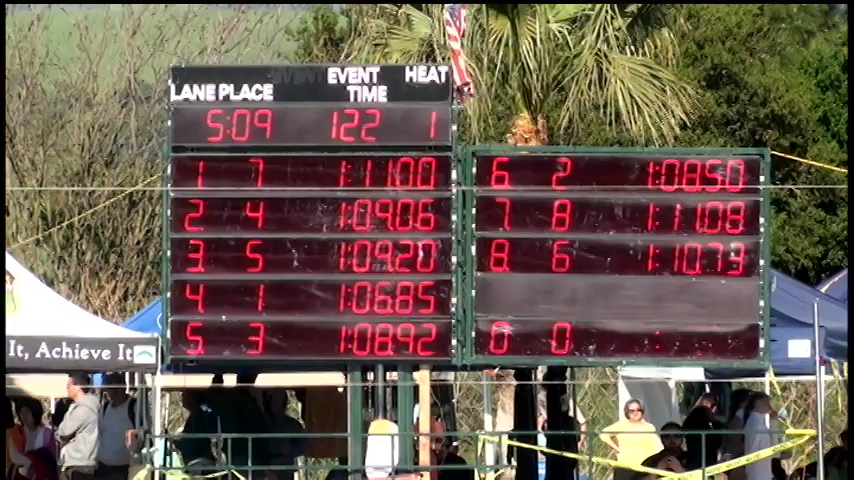 EVENT HEAT
LANE PLACE TIME
5:09 122 1
1 7 1:11.00
2 4 1:09.06
3 5 1:09.20
4 1 1:06.85
5 3 1:08.92
6 2 1:08.50
7 8 1:11.08
8 6 1:10.73
0 0 :
It, Achieve It